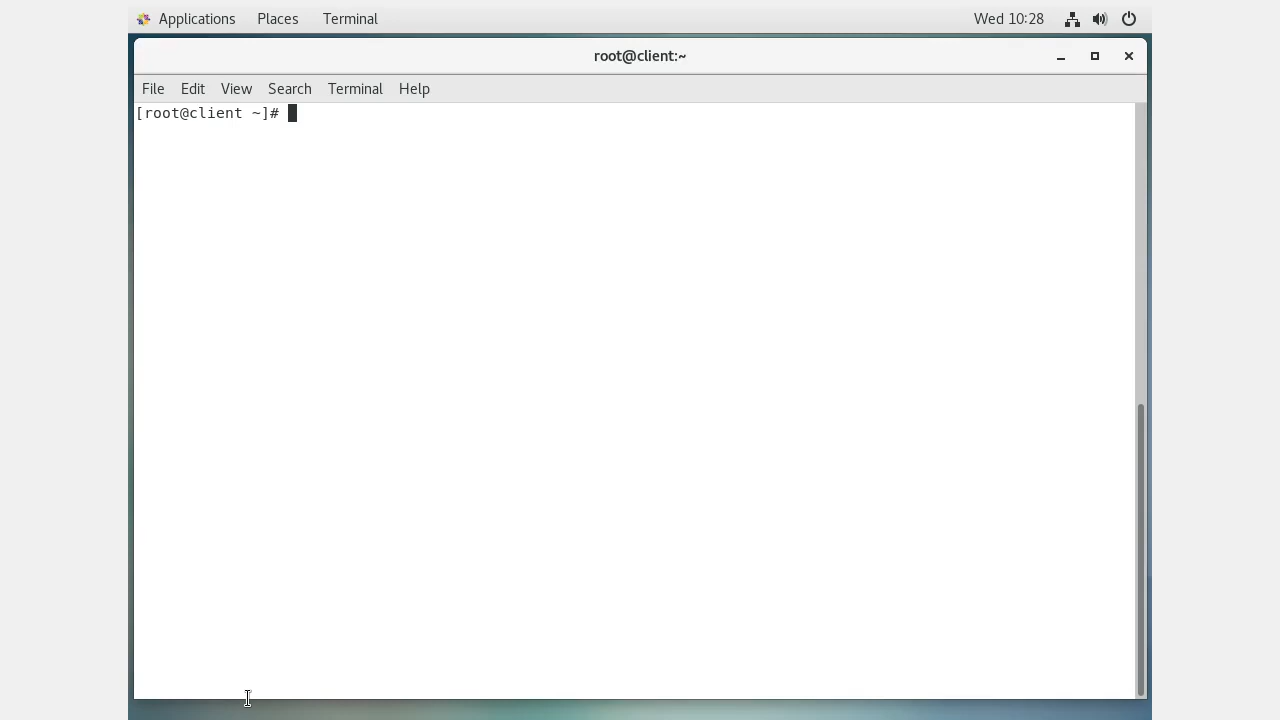 Applications Places Terminal Wed 10:28
root@client:~
File Edit View Search Terminal Help
[root@client ~]#